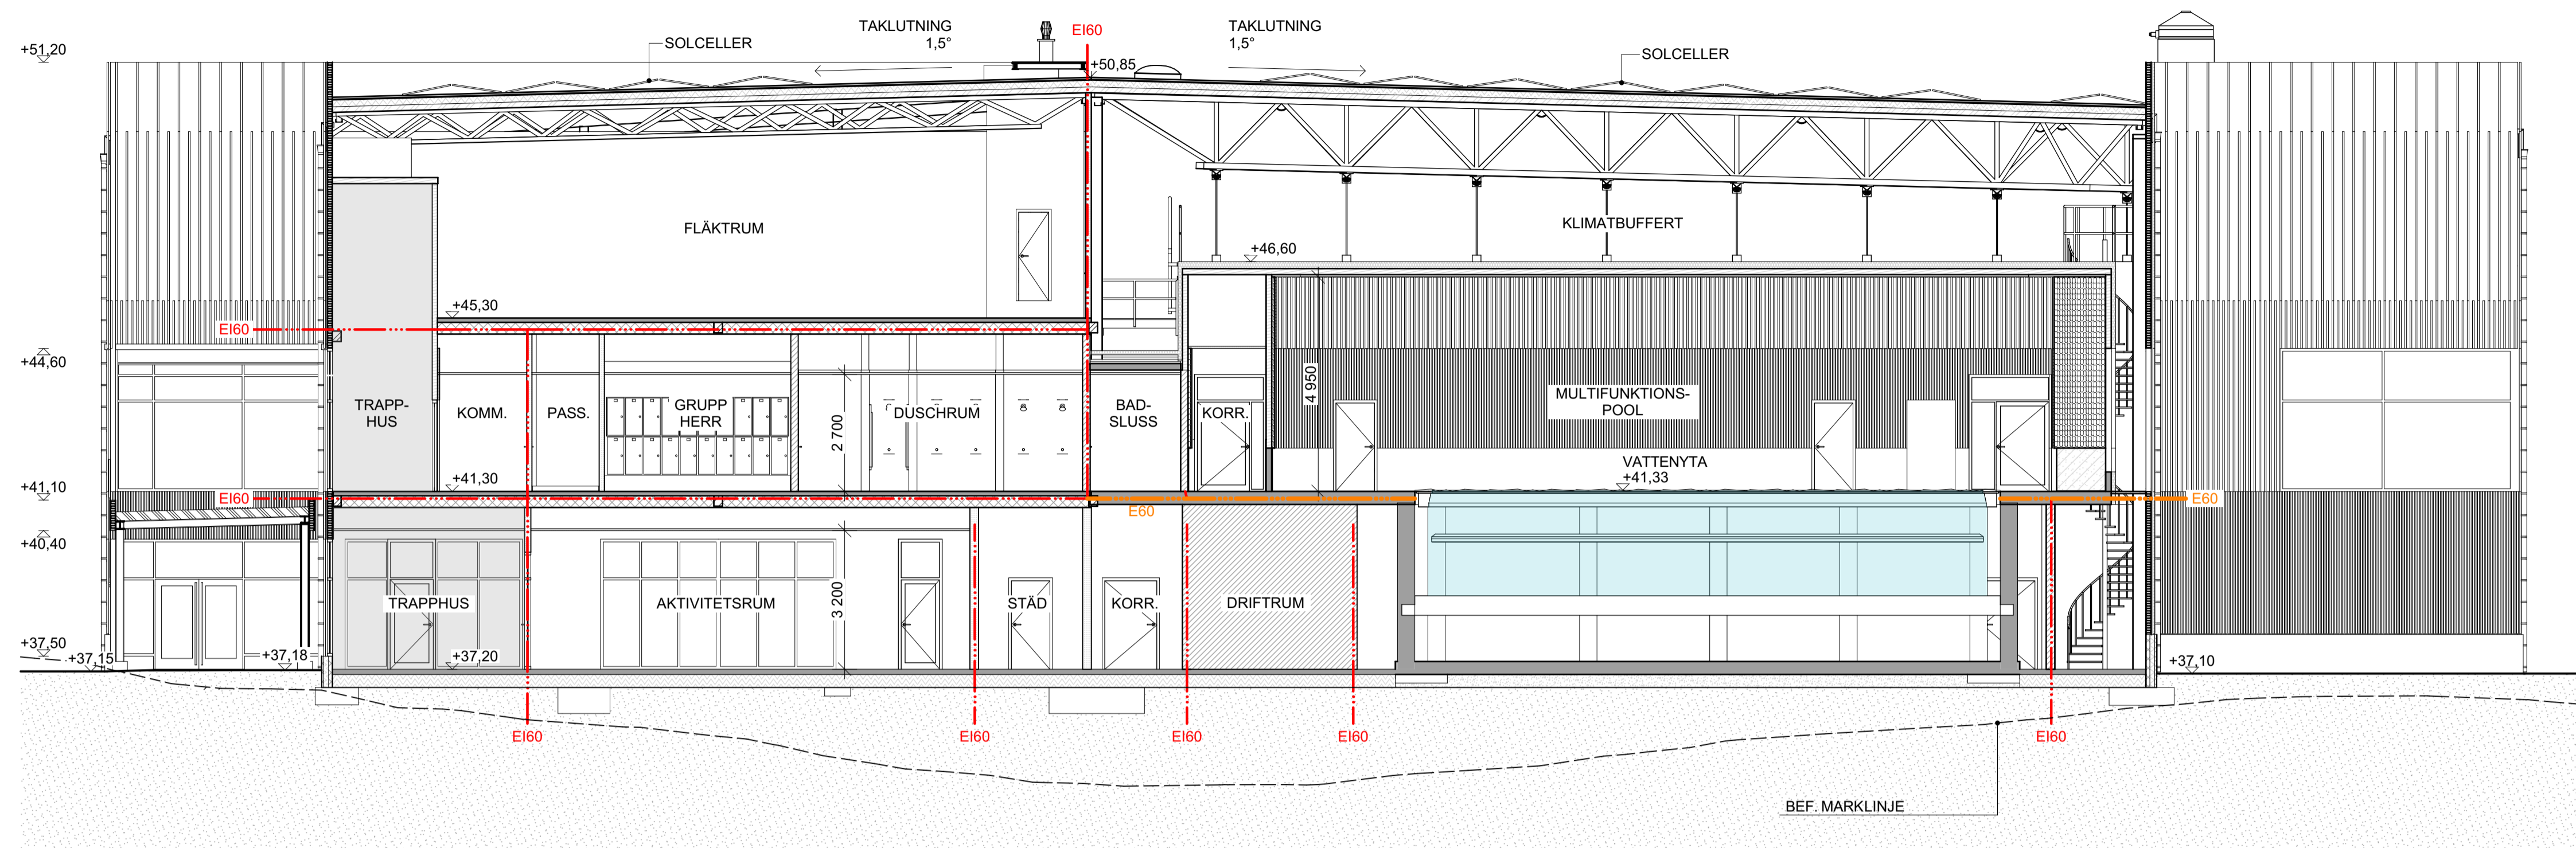 TAKLUTNING
1,5°
EI60
TAKLUTNING
1,5°
+51,20
SOLCELLER
SOLCELLER
+50,85
FLÄKTRUM
KLIMATBUFFERT
+46,60
+45,30
EI60
+44,60
TRAPP-
HUS
KOMM.
PASS.
GRUPP
HERR
2 700
DUSCHRUM
BAD-
SLUSS
KORR.
4 950
MULTIFUNKTIONS-
POOL
VATTENYTA
+41,33
+41,30
+41,10
EI60
E60
E60
+40,40
TRAPPHUS
AKTIVITETSRUM
3 200
STÄD
KORR.
DRIFTRUM
+37,50
+37,15
+37,18
+37,20
+37,10
EI60
EI60
EI60
EI60
EI60
BEF. MARKLINJE